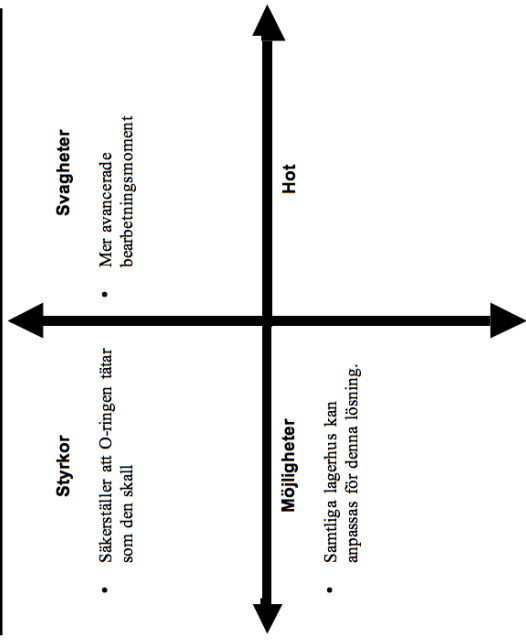 Styrkor
• Säkerställer att O-ringen tätar
som den skall
Svagheter
• Mer avancerade
bearbetningsmoment
Möjligheter
• Samtliga lagerhus kan
anpassas för denna lösning.
Hot